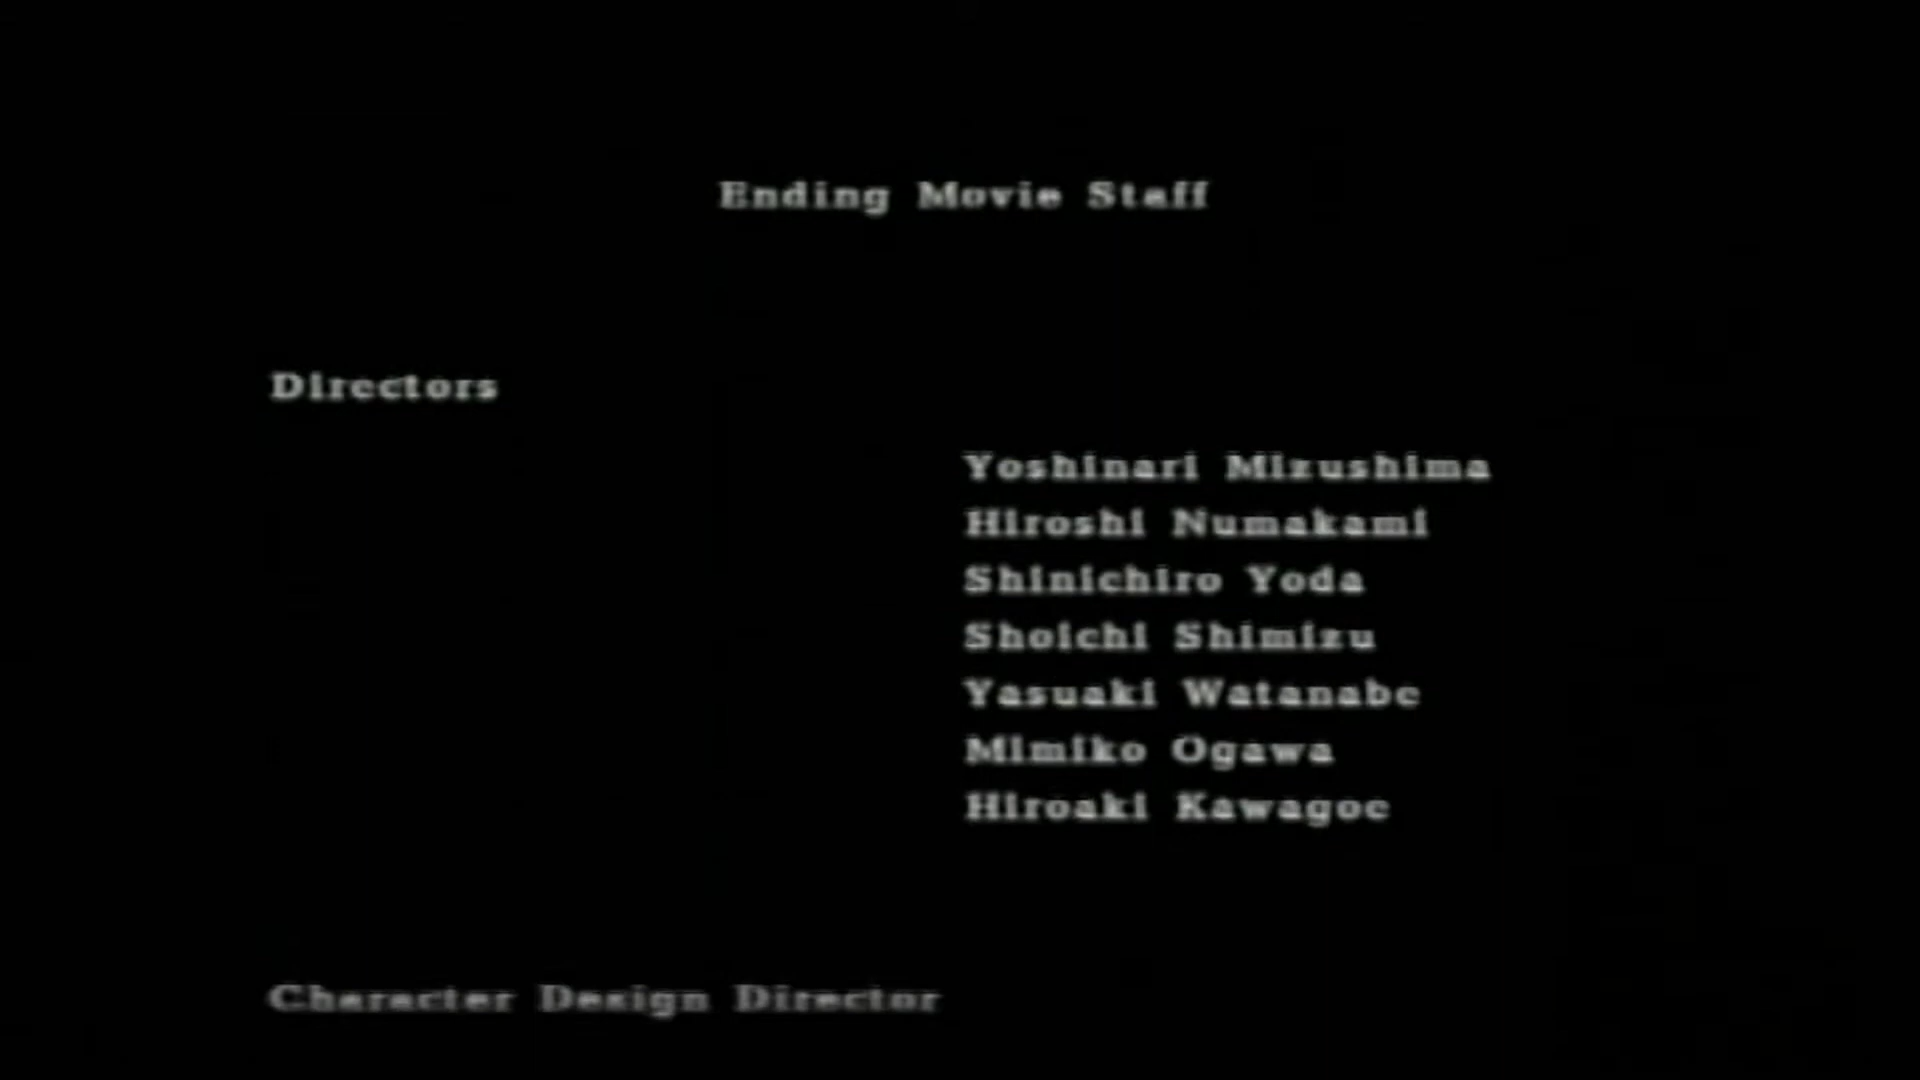 Ending Movie Staff
Directors
Yoshinari Mizushima
Hiroshi Numakami
Shinichiro Yoda
Shoichi Shimizu
Yasuaki Watanabe
Mimiko Ogawa
Hiroaki Kawagoe
Character Design Director